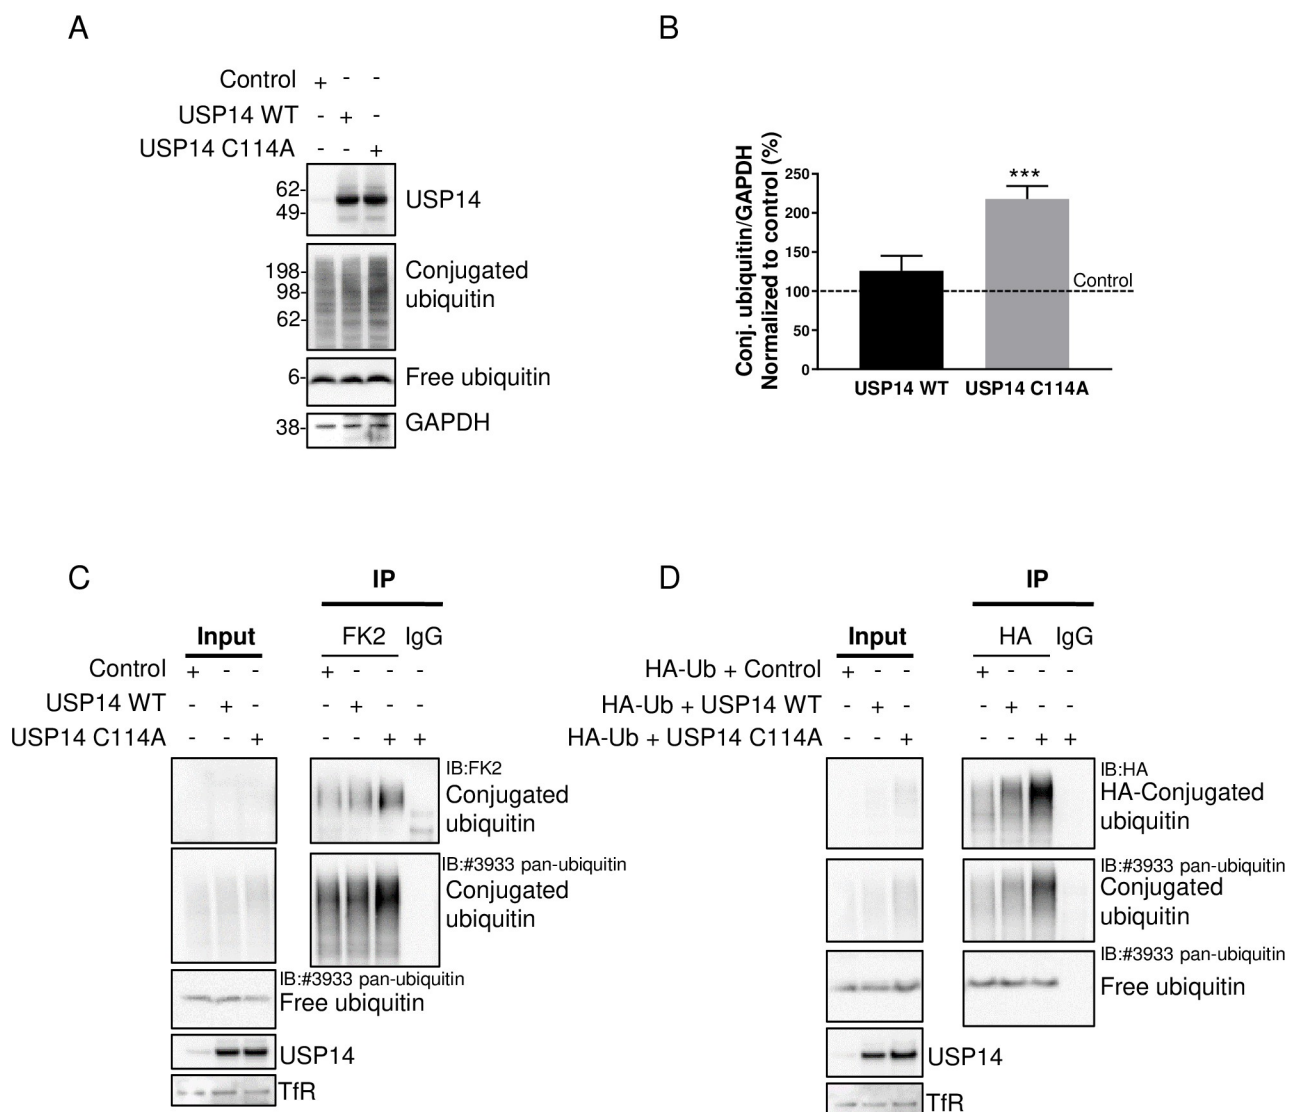 A
Control + - -
USP14 WT - + -
USP14 C114A - - +
62-
49-
USP14
198-
98-
62-
Conjugated
ubiquitin
6-
Free ubiquitin
38-
GAPDH
B
Conj. ubiquitin/GAPDH
Normalized to control (%)
250
200
150
100
50
0
***
Control
USP14 WT USP14 C114A
C
IP
Input FK2 IgG
Control + - - + - - -
USP14 WT - + - - + - -
USP14 C114A - - + - - + +
IB:FK2
Conjugated
ubiquitin
IB:#3933 pan-ubiquitin
Conjugated
ubiquitin
IB:#3933 pan-ubiquitin
Free ubiquitin
USP14
TfR
D
IP
Input HA IgG
HA-Ub + Control + - - + - - -
HA-Ub + USP14 WT - + - - + - -
HA-Ub + USP14 C114A - - + - - + +
IB:HA
HA-Conjugated
ubiquitin
IB:#3933 pan-ubiquitin
Conjugated
ubiquitin
IB:#3933 pan-ubiquitin
Free ubiquitin
USP14
TfR